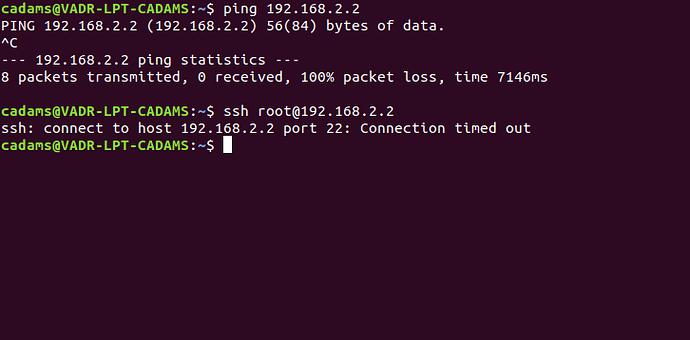 cadams@VADR-LPT-CADAMS:~$ ping 192.168.2.2
PING 192.168.2.2 (192.168.2.2) 56(84) bytes of data.
^C
--- 192.168.2.2 ping statistics ---
8 packets transmitted, 0 received, 100% packet loss, time 7146ms
cadams@VADR-LPT-CADAMS:~$ ssh root@192.168.2.2
ssh: connect to host 192.168.2.2 port 22: Connection timed out
cadams@VADR-LPT-CADAMS:~$